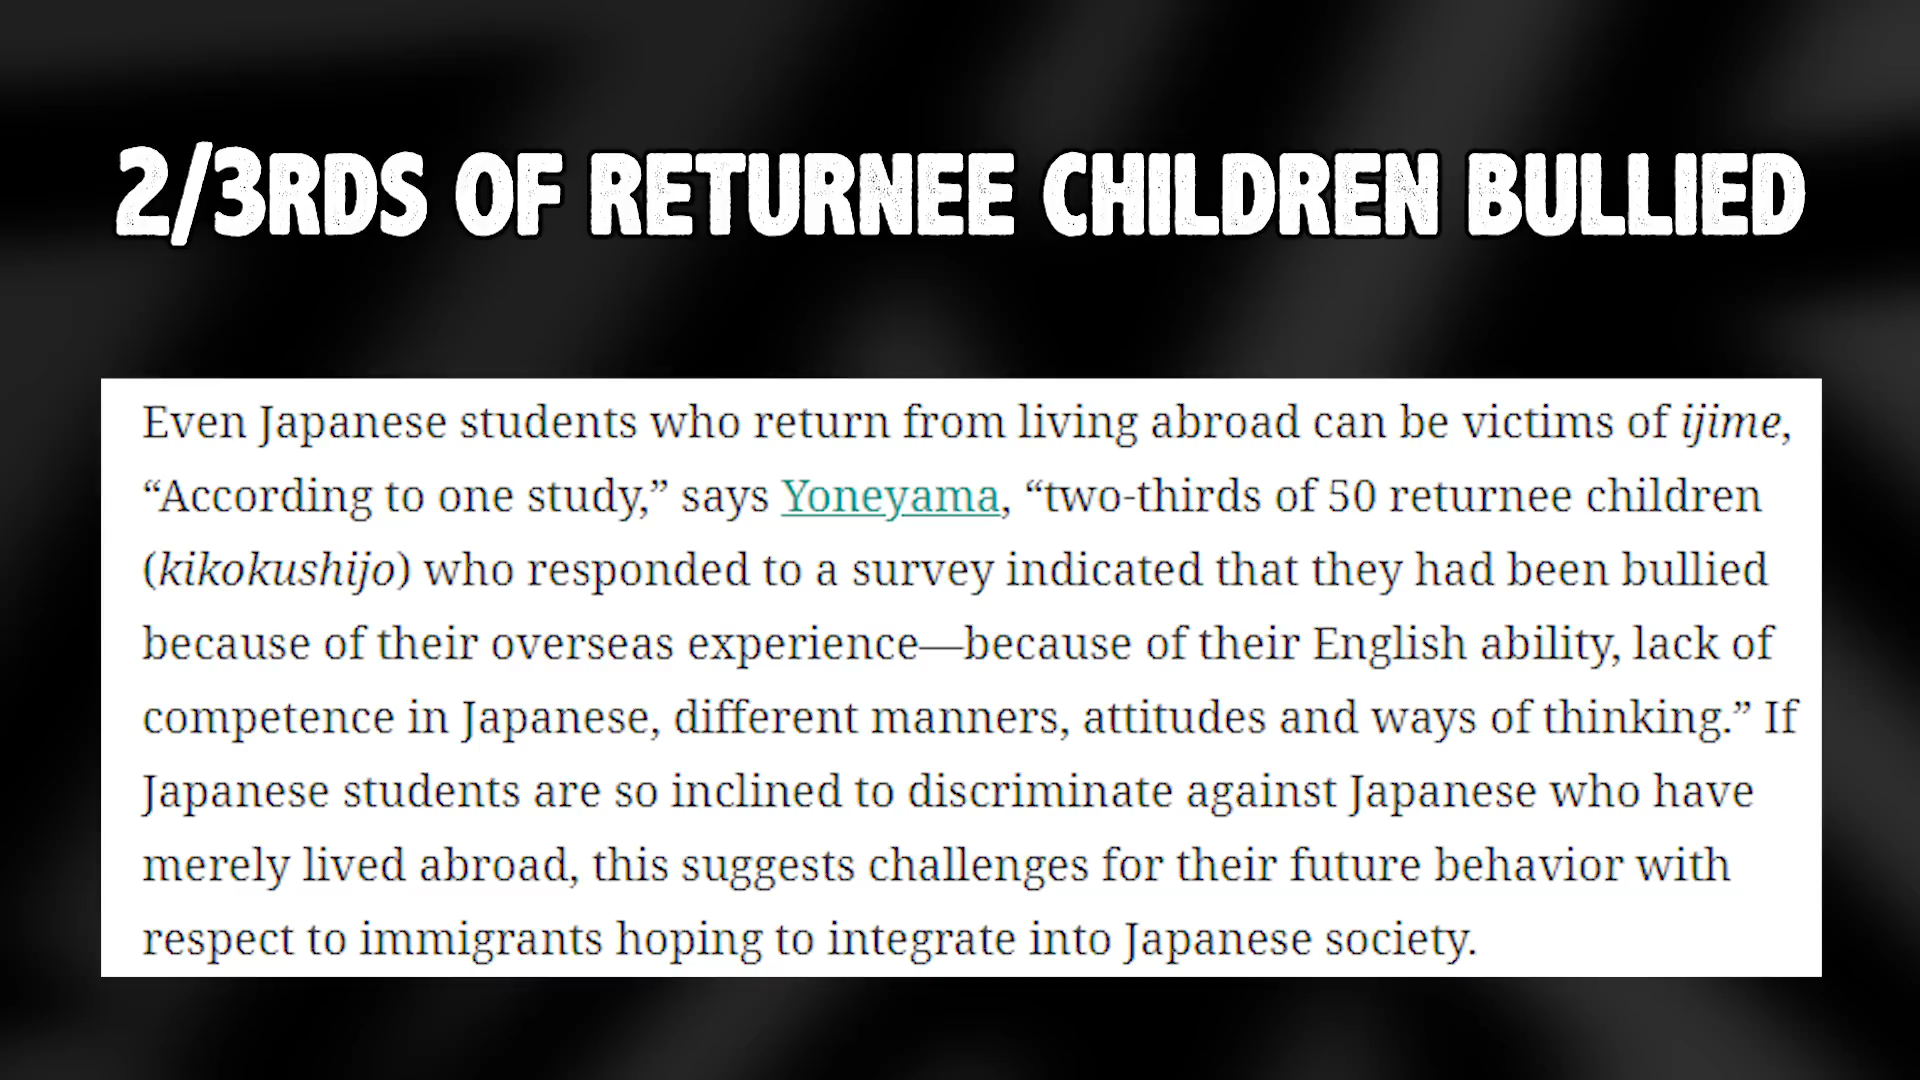 2/3RDS OF RETURNEE CHILDREN BULLIED
Even Japanese students who return from living abroad can be victims of ijime,
“According to one study,” says Yoneyama, “two-thirds of 50 returnee children
(kikokushijo) who responded to a survey indicated that they had been bullied
because of their overseas experience—because of their English ability, lack of
competence in Japanese, different manners, attitudes and ways of thinking.” If
Japanese students are so inclined to discriminate against Japanese who have
merely lived abroad, this suggests challenges for their future behavior with
respect to immigrants hoping to integrate into Japanese society.